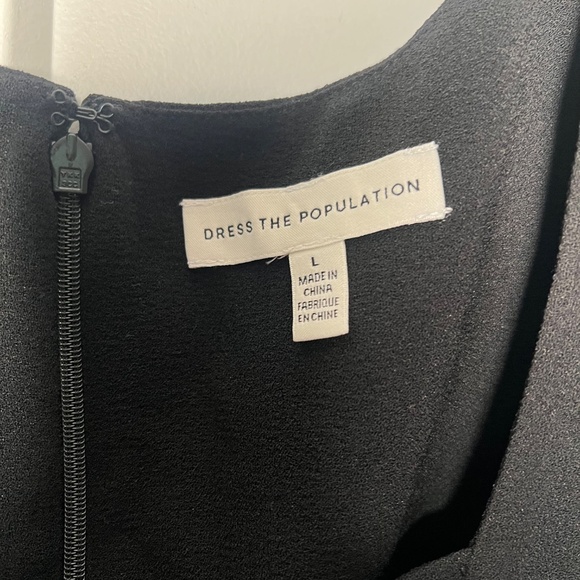 DRESS THE POPULATION
L
MADE IN
CHINA
FABRIQUE
EN CHINE